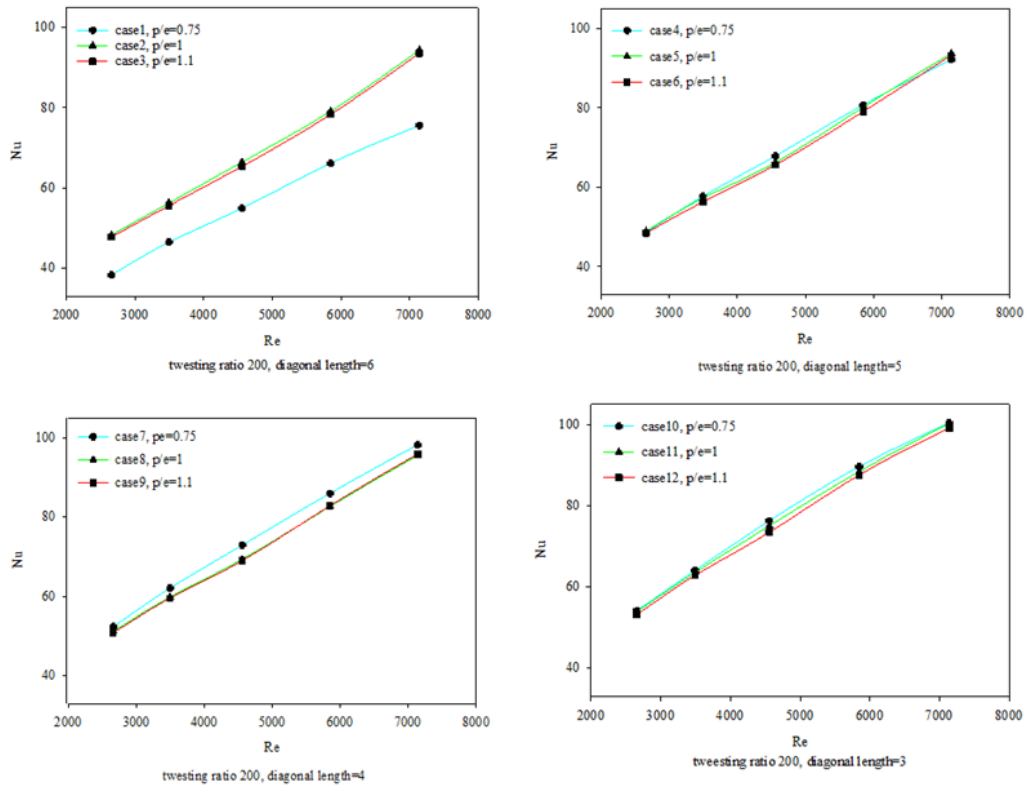 100
80
60
40
Nu
case1, p/e=0.75
case2, p/e=1
case3, p/e=1.1
2000 3000 4000 5000 6000 7000 8000
Re
twesting ratio 200, diagonal length=6
100
80
60
40
Nu
case4, p/e=0.75
case5, p/e=1
case6, p/e=1.1
2000 3000 4000 5000 6000 7000 8000
Re
twesting ratio 200, diagonal length=5
100
80
60
40
Nu
case7, pe=0.75
case8, p/e=1
case9, p/e=1.1
2000 3000 4000 5000 6000 7000 8000
Re
twesting ratio 200, diagonal length=4
100
80
60
40
Nu
case10, p/e=0.75
case11, p/e=1
case12, p/e=1.1
2000 3000 4000 5000 6000 7000 8000
Re
tweesting ratio 200, diagonal length=3